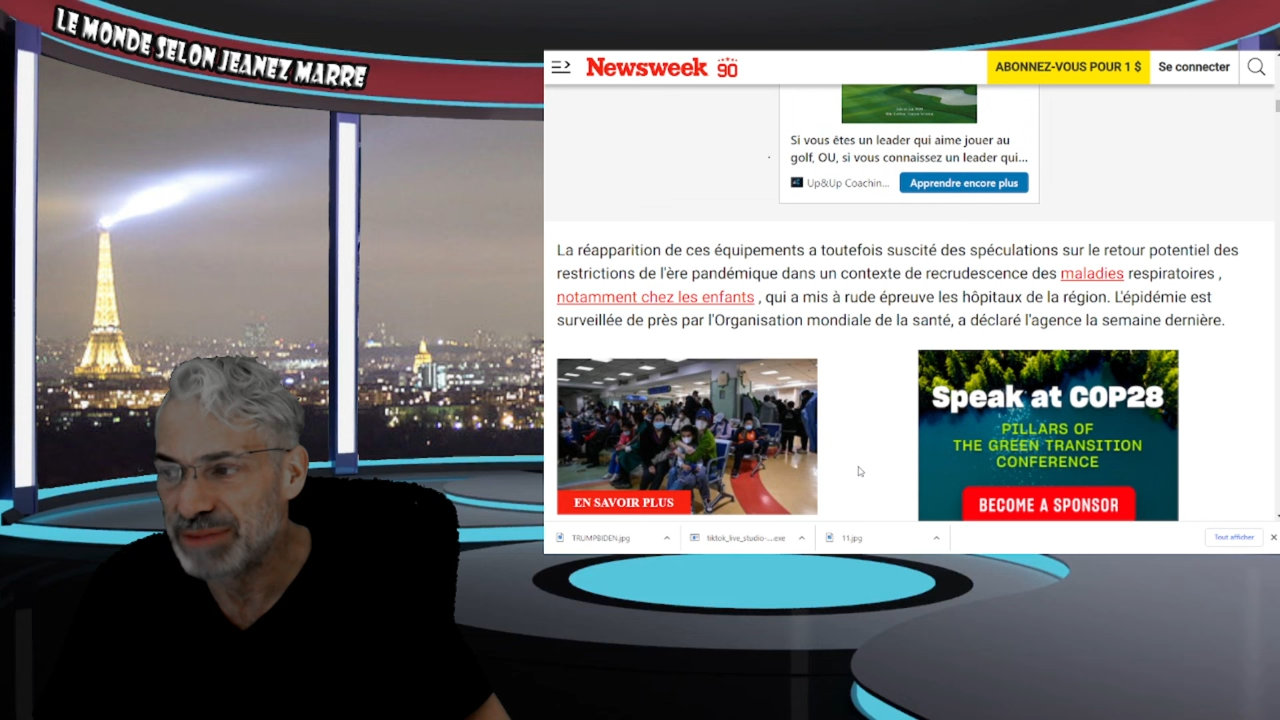 LE MONDE SELON JEANEZ MARRE
Newsweek 90
ABONNEZ-VOUS POUR 1 $
Se connecter
Si vous êtes un leader qui aime jouer au
golf, OU, si vous connaissez un leader qui...
Up&Up Coachin...
Apprendre encore plus
La réapparition de ces équipements a toutefois suscité des spéculations sur le retour potentiel des
restrictions de l'ère pandémique dans un contexte de recrudescence des maladies respiratoires ,
notamment chez les enfants , qui a mis à rude épreuve les hôpitaux de la région. L'épidémie est
surveillée de près par l'Organisation mondiale de la santé, a déclaré l'agence la semaine dernière.
EN SAVOIR PLUS
Speak at COP28
PILLARS OF
THE GREEN TRANSITION
CONFERENCE
BECOME A SPONSOR
TRUMPBIDEN.jpg
tiktok_live_studio-....exe
11.jpg
Tout afficher